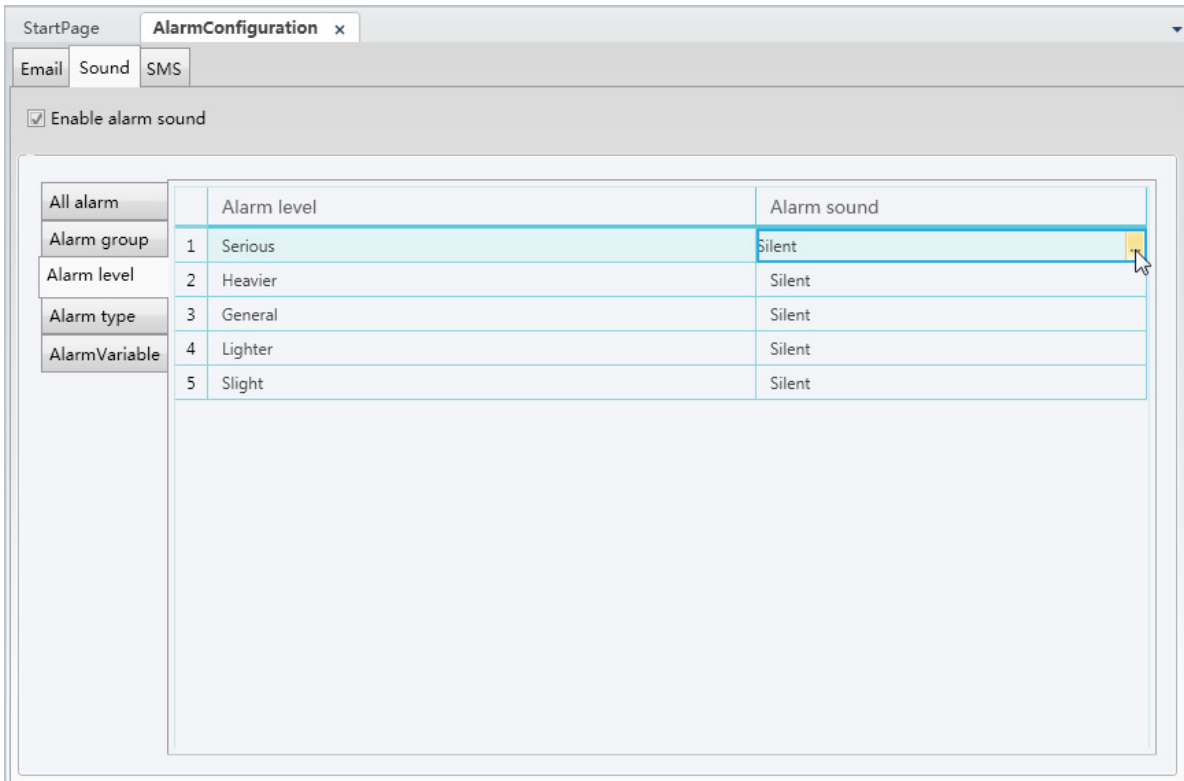 StartPage AlarmConfiguration x
Email Sound SMS
Enable alarm sound
All alarm
Alarm group
Alarm level
Alarm type
AlarmVariable
Alarm level Alarm sound
1 Serious Silent ...
2 Heavier Silent
3 General Silent
4 Lighter Silent
5 Slight Silent